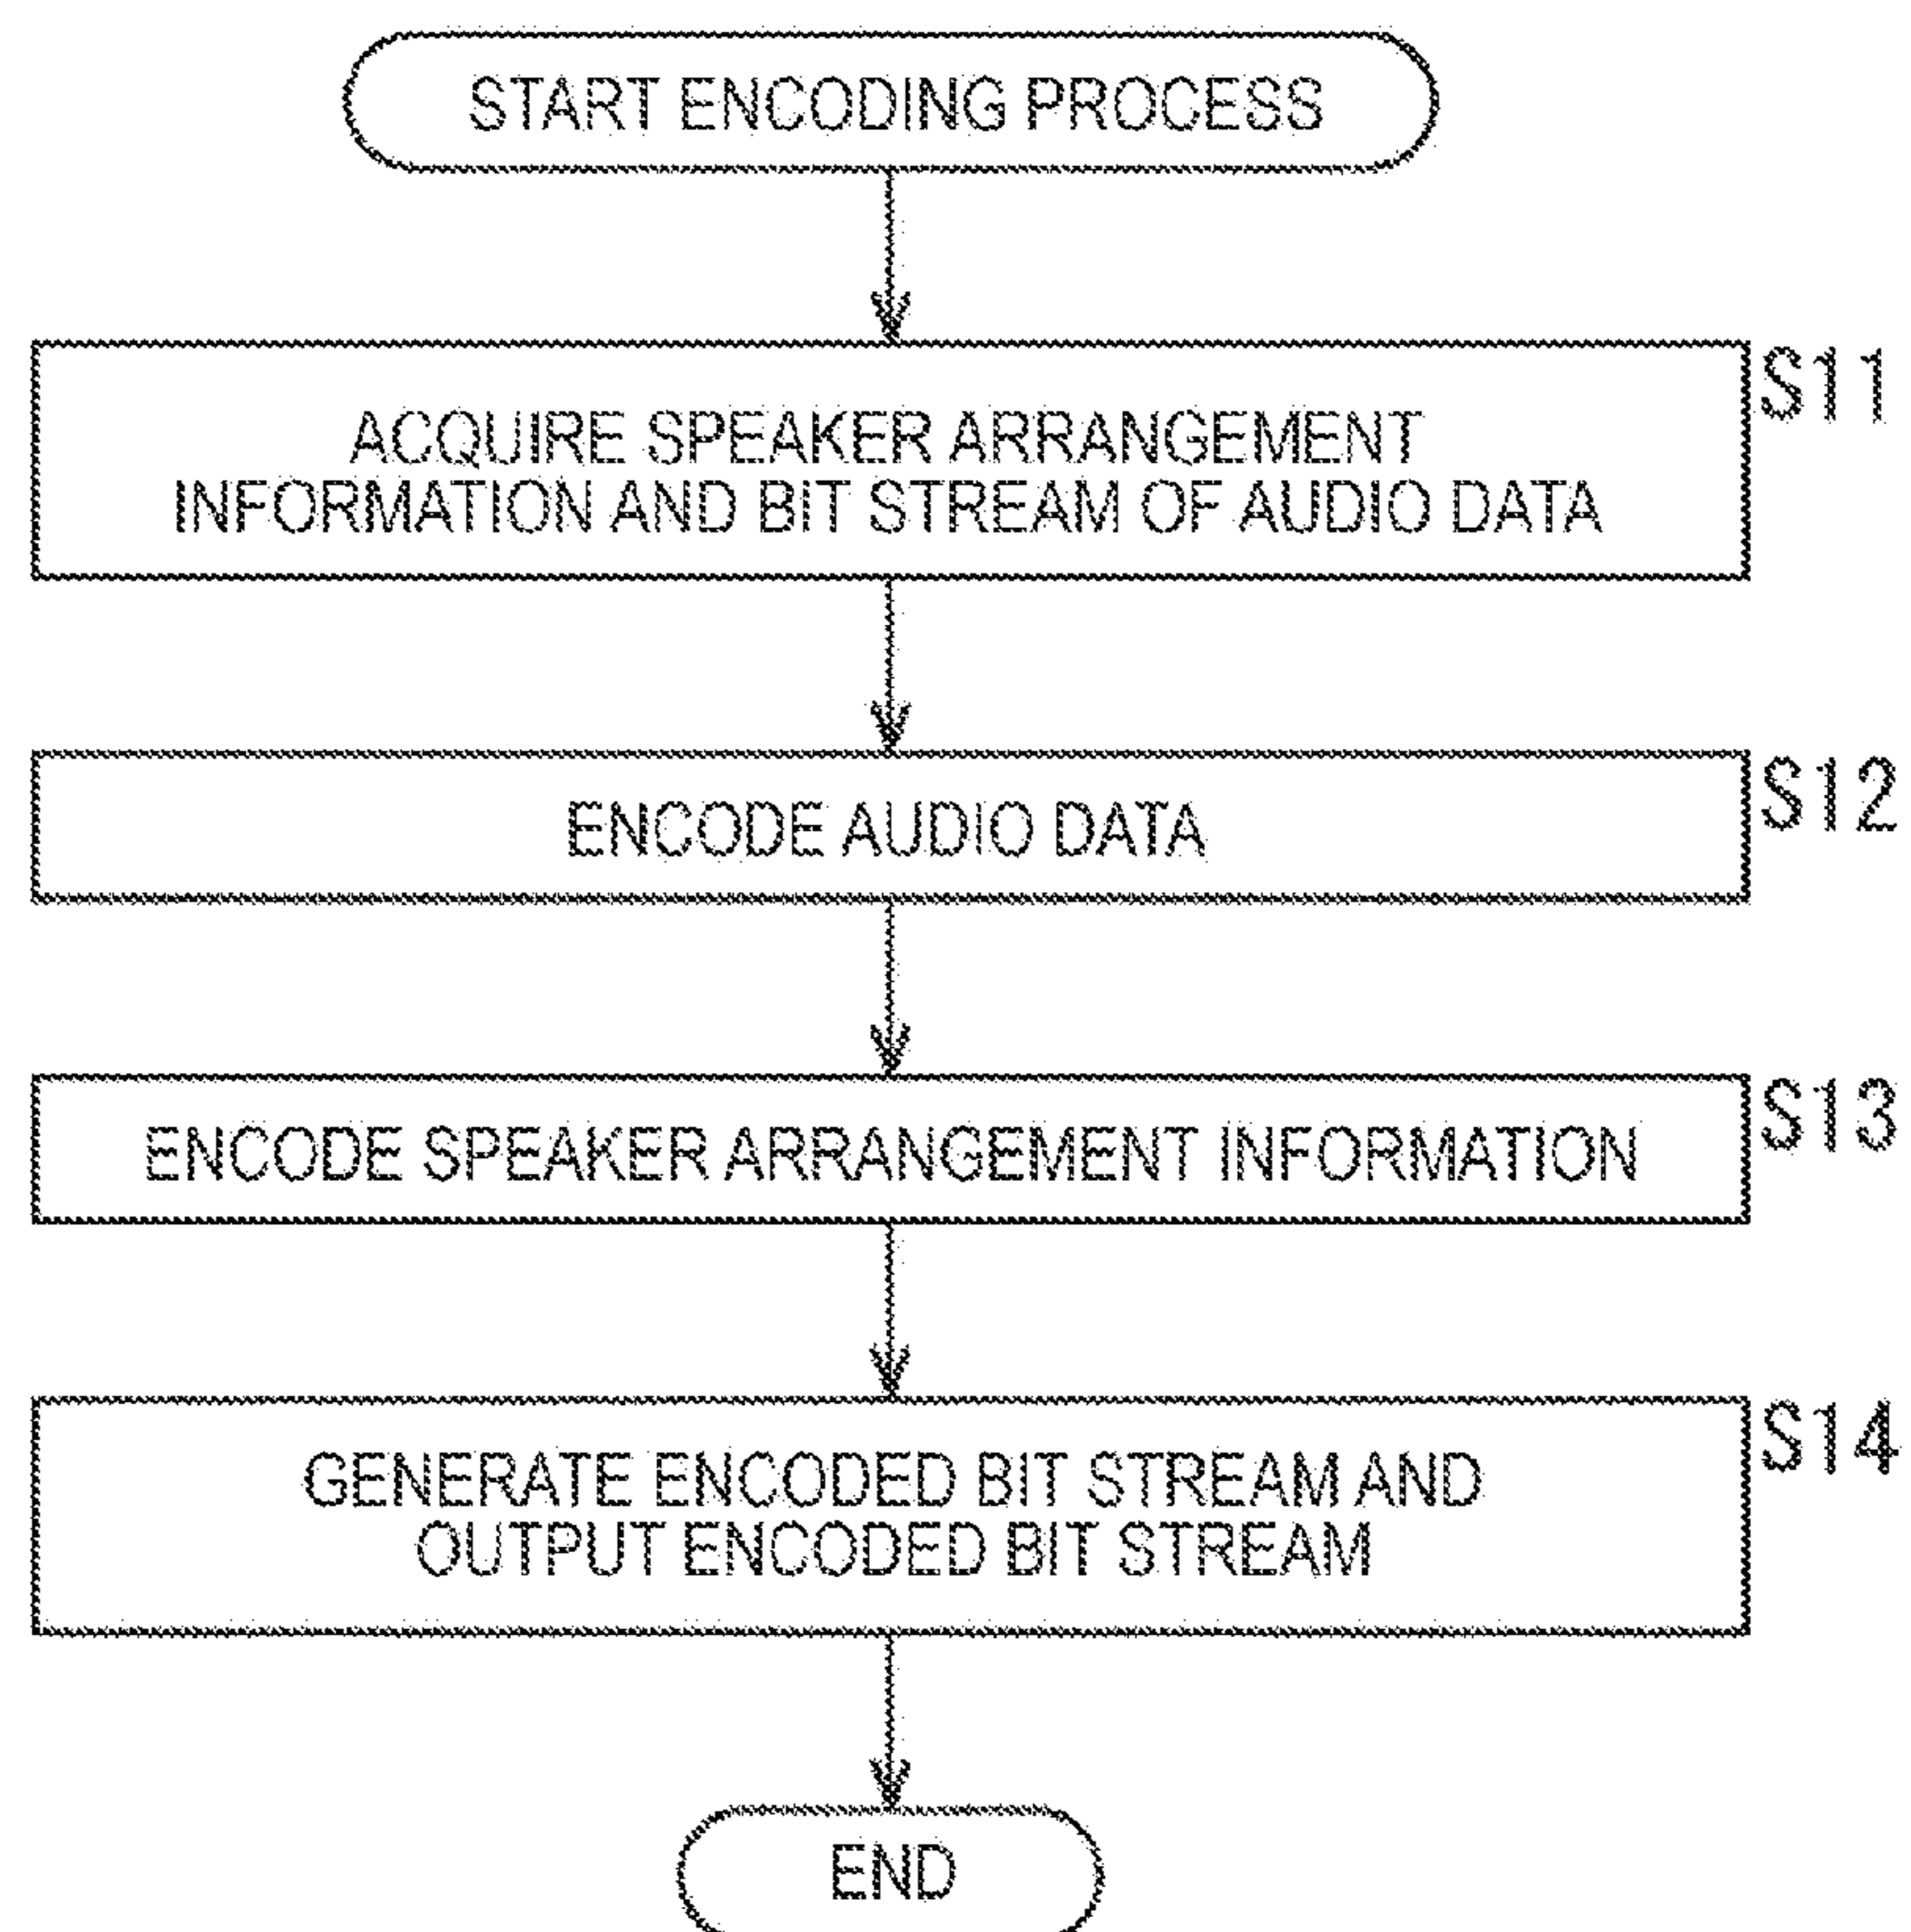 START ENCODING PROCESS
S11
ACQUIRE SPEAKER ARRANGEMENT
INFORMATION AND BIT STREAM OF AUDIO DATA
S12
ENCODE AUDIO DATA
S13
ENCODE SPEAKER ARRANGEMENT INFORMATION
S14
GENERATE ENCODED BIT STREAM AND
OUTPUT ENCODED BIT STREAM
END